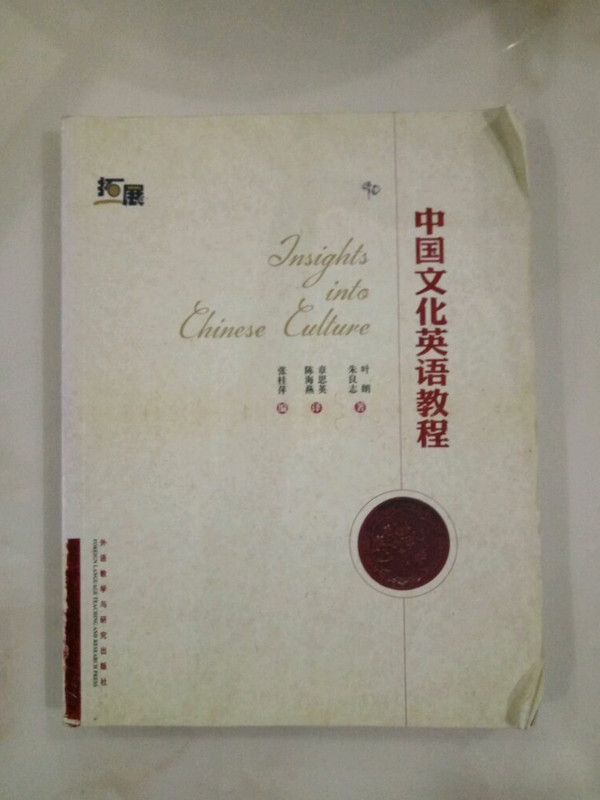 拓展
中国文化英语教程
Insights
into
Chinese Culture
叶朗
朱良志
著
章思英
陈海燕
译
张桂萍
编
外语教学与研究出版社
FOREIGN LANGUAGE TEACHING AND RESEARCH PRESS